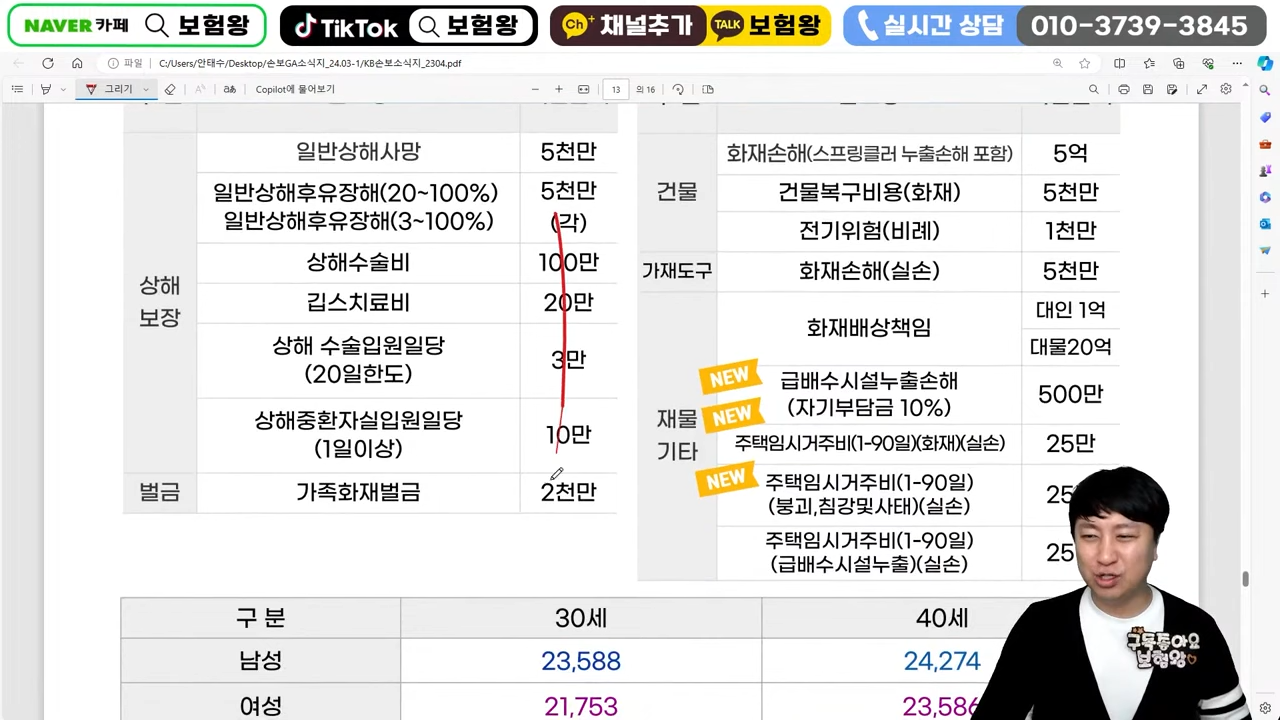 NAVER 카페 보험왕
TikTok 보험왕
Ch+ 채널추가 TALK 보험왕
실시간 상담 010-3739-3845
파일 C:/Users/안태수/Desktop/손보GA소식지_24.03-1/KB손보소식지_2304.pdf
그리기 Copilot에 물어보기 13 의 16
상해
보장
일반상해사망 5천만
일반상해후유장해(20~100%) 5천만
일반상해후유장해(3~100%) (각)
상해수술비 100만
깁스치료비 20만
상해 수술입원일당
(20일한도) 3만
상해중환자실입원일당
(1일이상) 10만
벌금 가족화재벌금 2천만
건물
화재손해(스프링클러 누출손해 포함) 5억
건물복구비용(화재) 5천만
전기위험(비례) 1천만
가재도구 화재손해(실손) 5천만
재물
기타
화재배상책임 대인 1억
대물20억
NEW 급배수시설누출손해
(자기부담금 10%) 500만
NEW 주택임시거주비(1-90일)(화재)(실손) 25만
NEW 주택임시거주비(1-90일)
(붕괴,침강및사태)(실손) 25
주택임시거주비(1-90일)
(급배수시설누출)(실손) 25
구 분 30세 40세
남성 23,588 24,274
여성 21,753 23,586
구독좋아요
보험왕